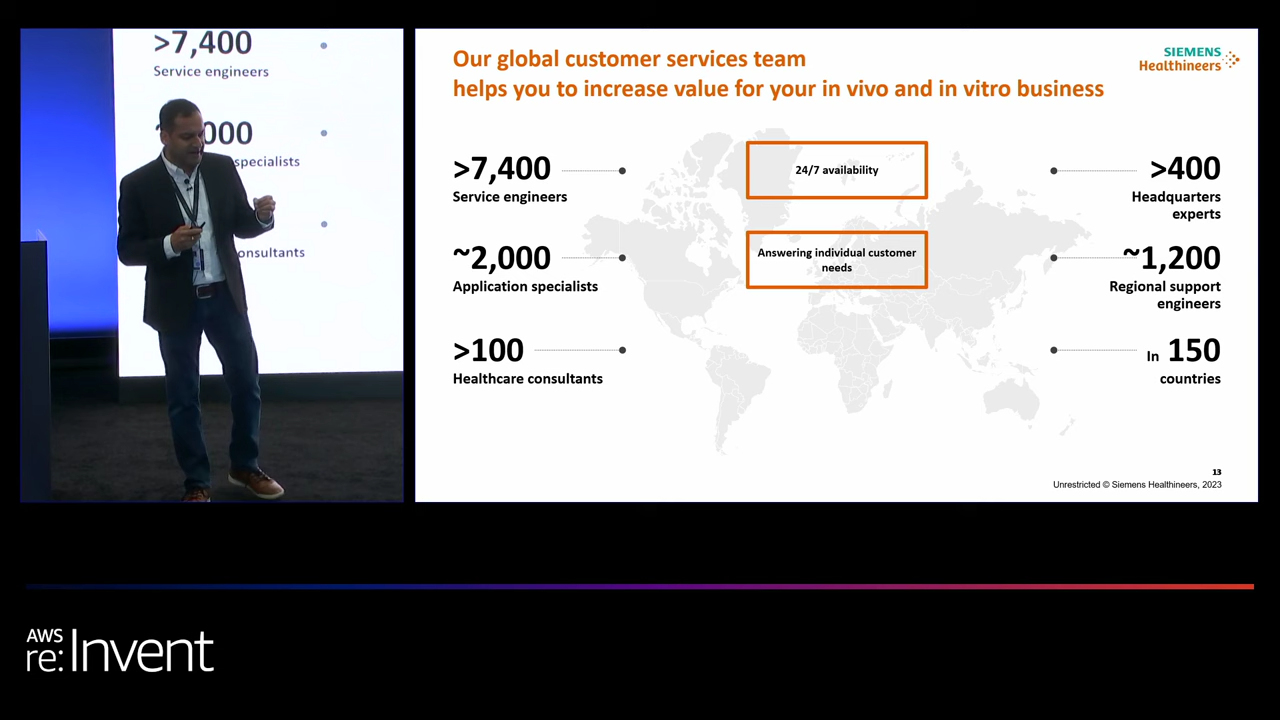 >7,400
Service engineers
000
specialists
onsultants
Our global customer services team
helps you to increase value for your in vivo and in vitro business
SIEMENS
Healthineers
>7,400
Service engineers
~2,000
Application specialists
>100
Healthcare consultants
24/7 availability
Answering individual customer
needs
>400
Headquarters
experts
~1,200
Regional support
engineers
In 150
countries
13
Unrestricted © Siemens Healthineers, 2023
AWS
re:Invent